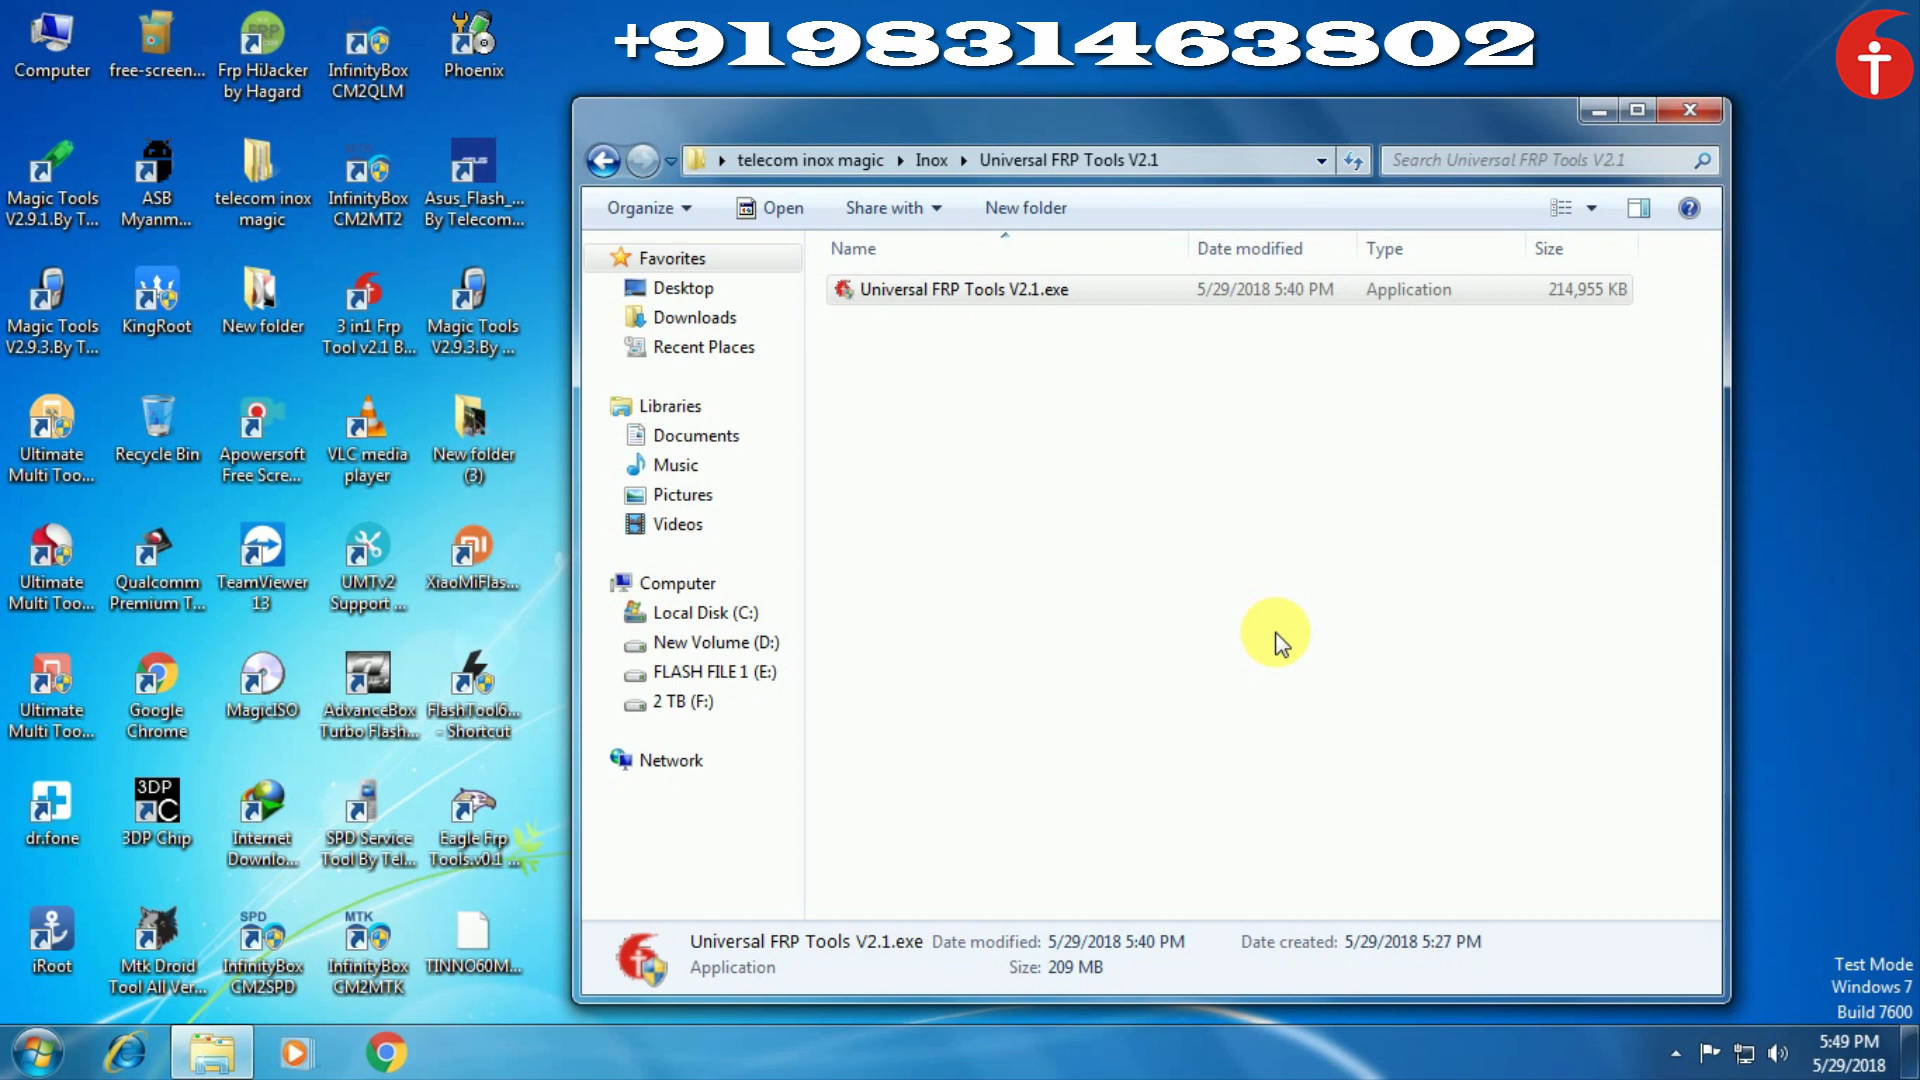 +919831463802
Computer
free-screen...
Frp HiJacker
by Hagard
InfinityBox
CM2QLM
Phoenix
Magic Tools
V2.9.1.By T...
ASB
Myanm...
telecom inox
magic
InfinityBox
CM2MT2
Asus_Flash_...
By Telecom...
Magic Tools
V2.9.3.By T...
KingRoot
New folder
3 in1 Frp
Tool v2.1 B...
Magic Tools
V2.9.3.By ...
Ultimate
Multi Too...
Recycle Bin
Apowersoft
Free Scre...
VLC media
player
New folder
(3)
Ultimate
Multi Too...
Qualcomm
Premium T...
TeamViewer
13
UMTv2
Support ...
XiaoMiFlas...
Ultimate
Multi Too...
Google
Chrome
MagicISO
AdvanceBox
Turbo Flash...
FlashTool6...
- Shortcut
dr.fone
3DP
C
3DP Chip
Internet
Downlo...
SPD Service
Tool By Tel...
Eagle Frp
Tools.v0.1 ...
iRoot
Mtk Droid
Tool All Ver...
SPD
InfinityBox
CM2SPD
MTK
InfinityBox
CM2MTK
TINNO60M...
telecom inox magic
Inox
Universal FRP Tools V2.1
Search Universal FRP Tools V2.1
Organize
Open
Share with
New folder
Name
Date modified
Type
Size
Universal FRP Tools V2.1.exe
5/29/2018 5:40 PM
Application
214,955 KB
Favorites
Desktop
Downloads
Recent Places
Libraries
Documents
Music
Pictures
Videos
Computer
Local Disk (C:)
New Volume (D:)
FLASH FILE 1 (E:)
2 TB (F:)
Network
Universal FRP Tools V2.1.exe Date modified: 5/29/2018 5:40 PM Date created: 5/29/2018 5:27 PM
Application Size: 209 MB
Test Mode
Windows 7
Build 7600
5:49 PM
5/29/2018